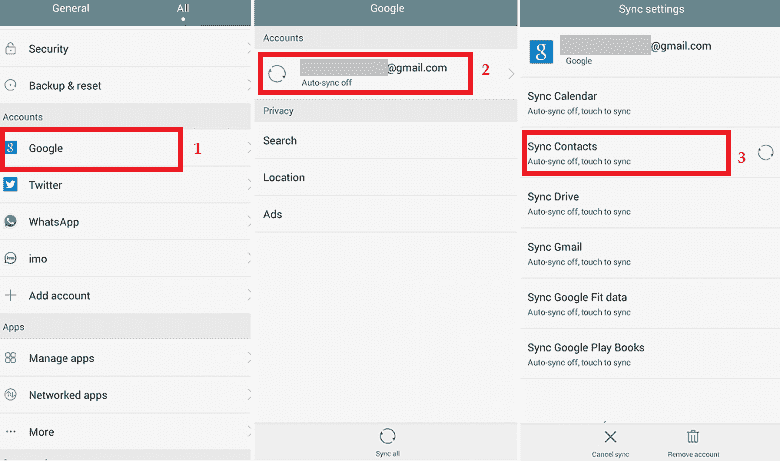 General
All
Security
Backup & reset
Accounts
Google
1
Twitter
WhatsApp
imo
Add account
Apps
Manage apps
Networked apps
More
Google
Accounts
@gmail.com
Auto-sync off
2
Privacy
Search
Location
Ads
Sync all
Sync settings
@gmail.com
Google
Sync Calendar
Auto-sync off, touch to sync
Sync Contacts
Auto-sync off, touch to sync
3
Sync Drive
Auto-sync off, touch to sync
Sync Gmail
Auto-sync off, touch to sync
Sync Google Fit data
Auto-sync off, touch to sync
Sync Google Play Books
Auto-sync off, touch to sync
Cancel sync
Remove account